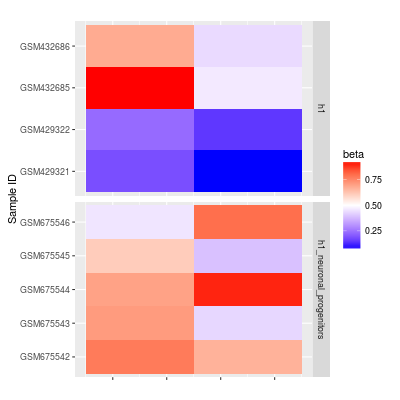 GSM432686
GSM432685
GSM429322
GSM429321
h1
GSM675546
GSM675545
GSM675544
GSM675543
GSM675542
h1_neuronal_progenitors
Sample ID
beta
0.75
0.50
0.25